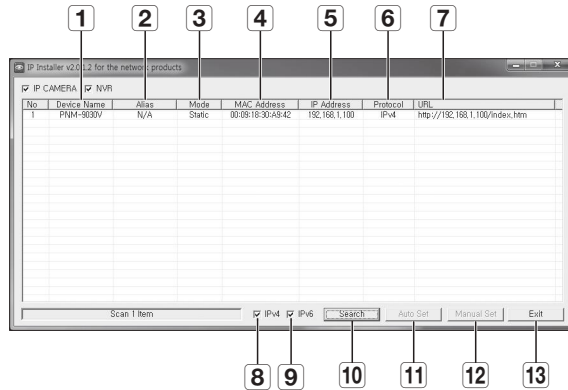 1 2 3 4 5 6 7
IP Installer v2.0.1.2 for the network products
IP CAMERA NVR
No Device Name Alias Mode MAC Address IP Address Protocol URL
1 PNM-9030V N/A Static 00:09:18:30:A9:42 192,168,1,100 IPv4 http://192,168,1,100/index,htm
Scan 1 Item IPv4 IPv6 Search Auto Set Manual Set Exit
8 9 10 11 12 13